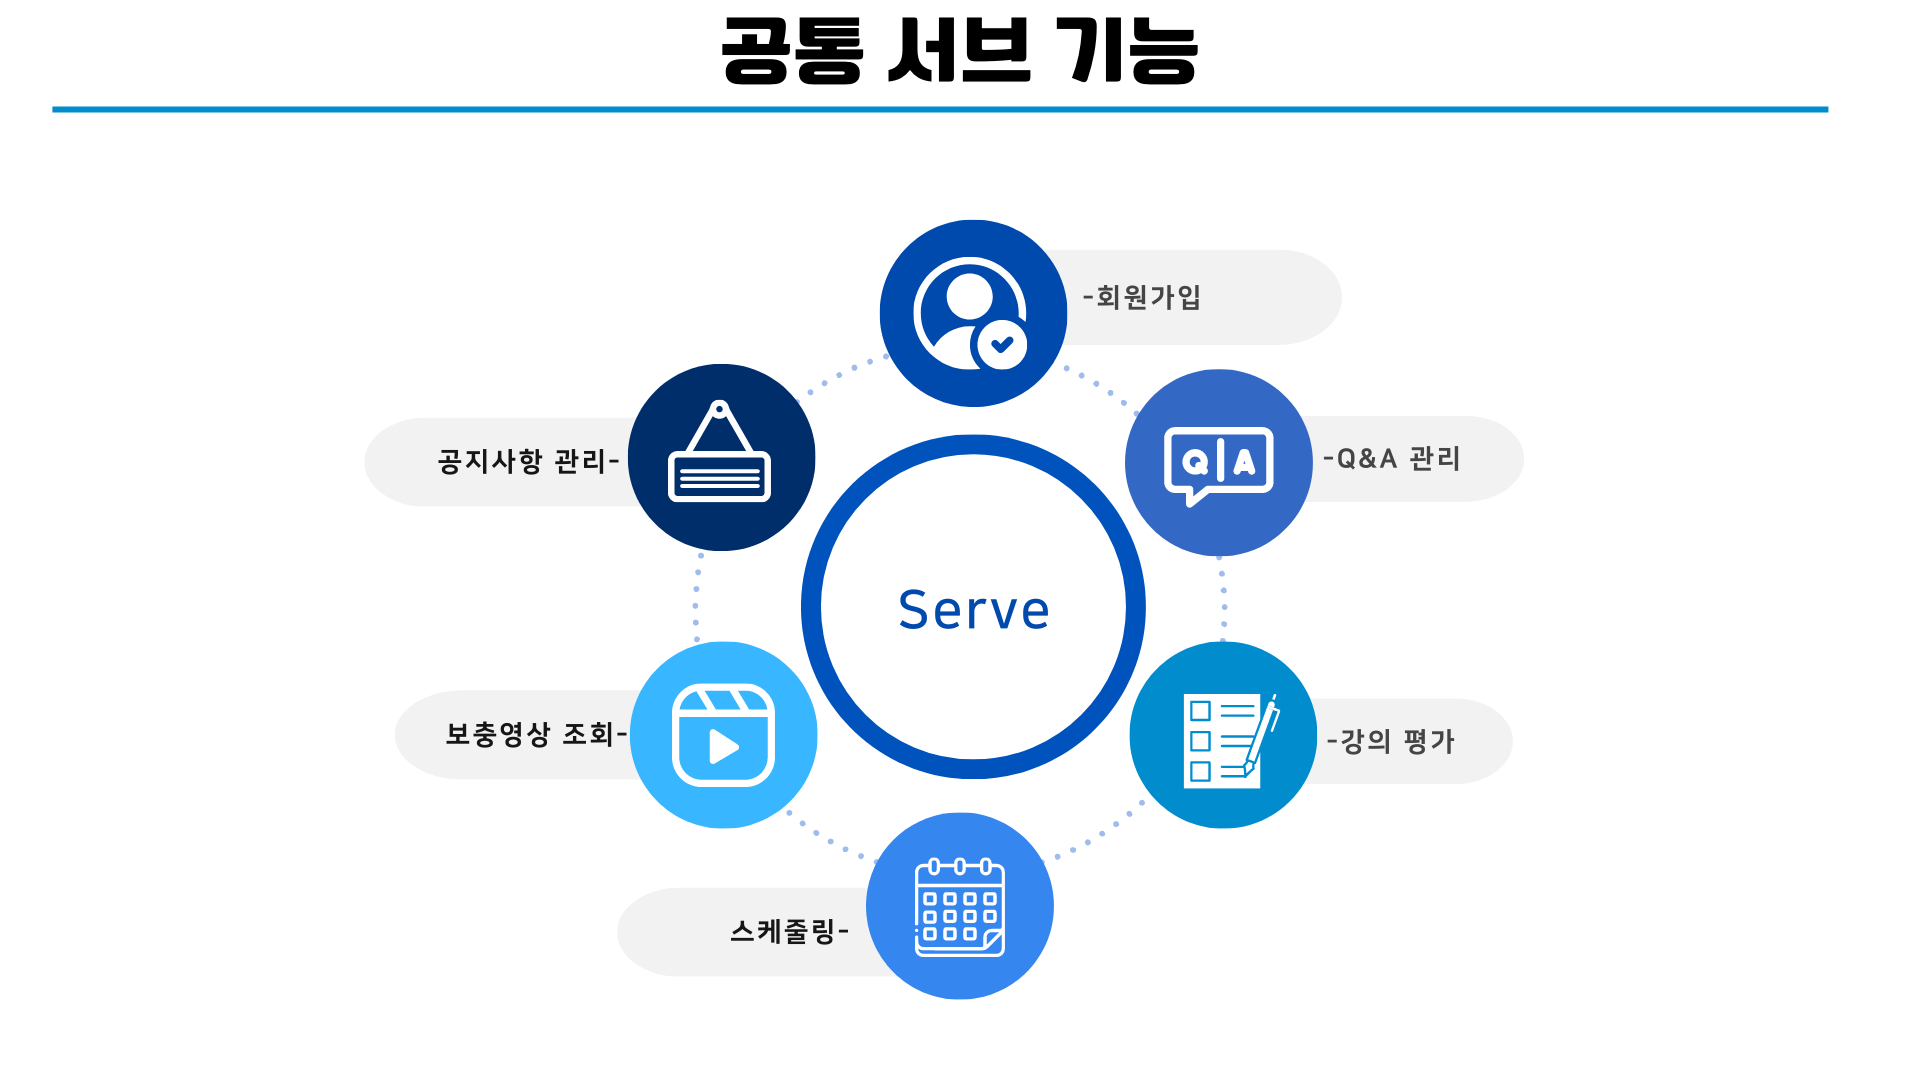 공통 서브 기능
-회원가입
공지사항 관리-
-Q&A 관리
Q|A
Serve
보충영상 조회-
-강의 평가
스케줄링-